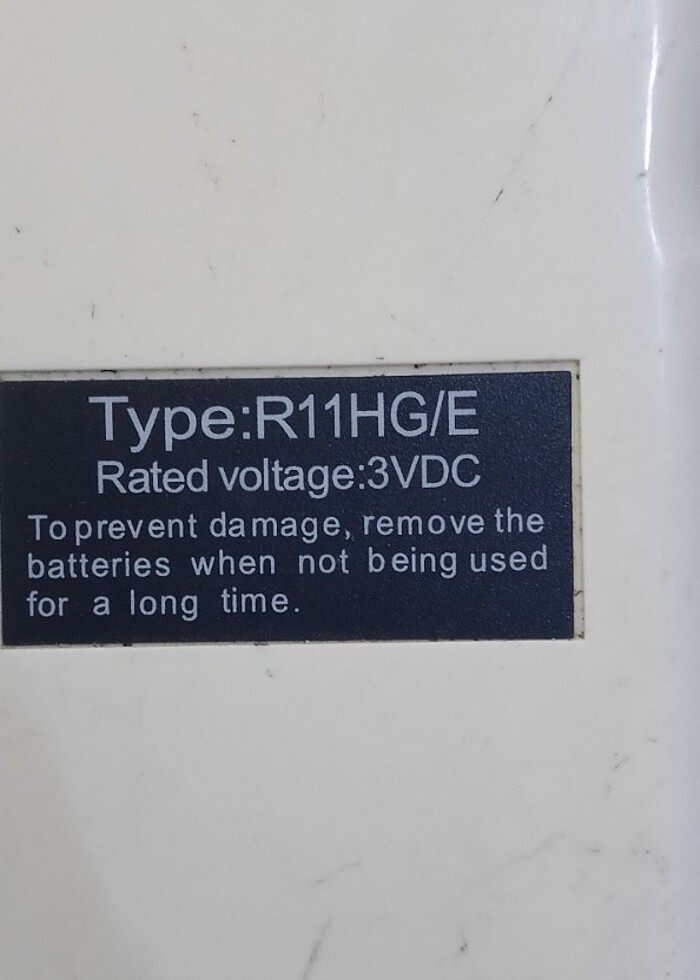 Type:R11HG/E
Rated voltage:3VDC
To prevent damage, remove the
batteries when not being used
for a long time.